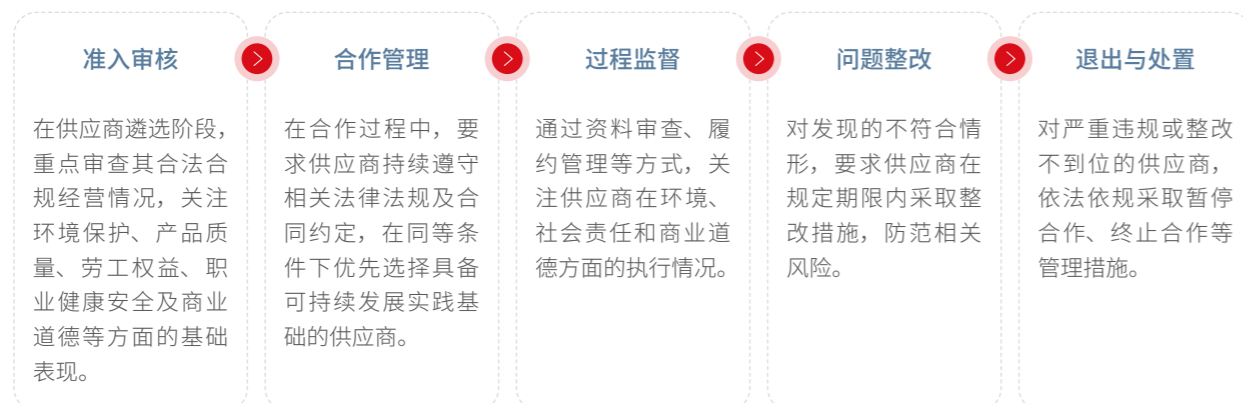 准入审核
在供应商遴选阶段，
重点审查其合法合
规经营情况，关注
环境保护、产品质
量、劳工权益、职
业健康安全及商业
道德等方面的基础
表现。
合作管理
在合作过程中，要
求供应商持续遵守
相关法律法规及合
同约定，在同等条
件下优先选择具备
可持续发展实践基
础的供应商。
过程监督
通过资料审查、履
约管理等方式，关
注供应商在环境、
社会责任和商业道
德方面的执行情况。
问题整改
对发现的不符合情
形，要求供应商在
规定期限内采取整
改措施，防范相关
风险。
退出与处置
对严重违规或整改
不到位的供应商，
依法依规采取暂停
合作、终止合作等
管理措施。